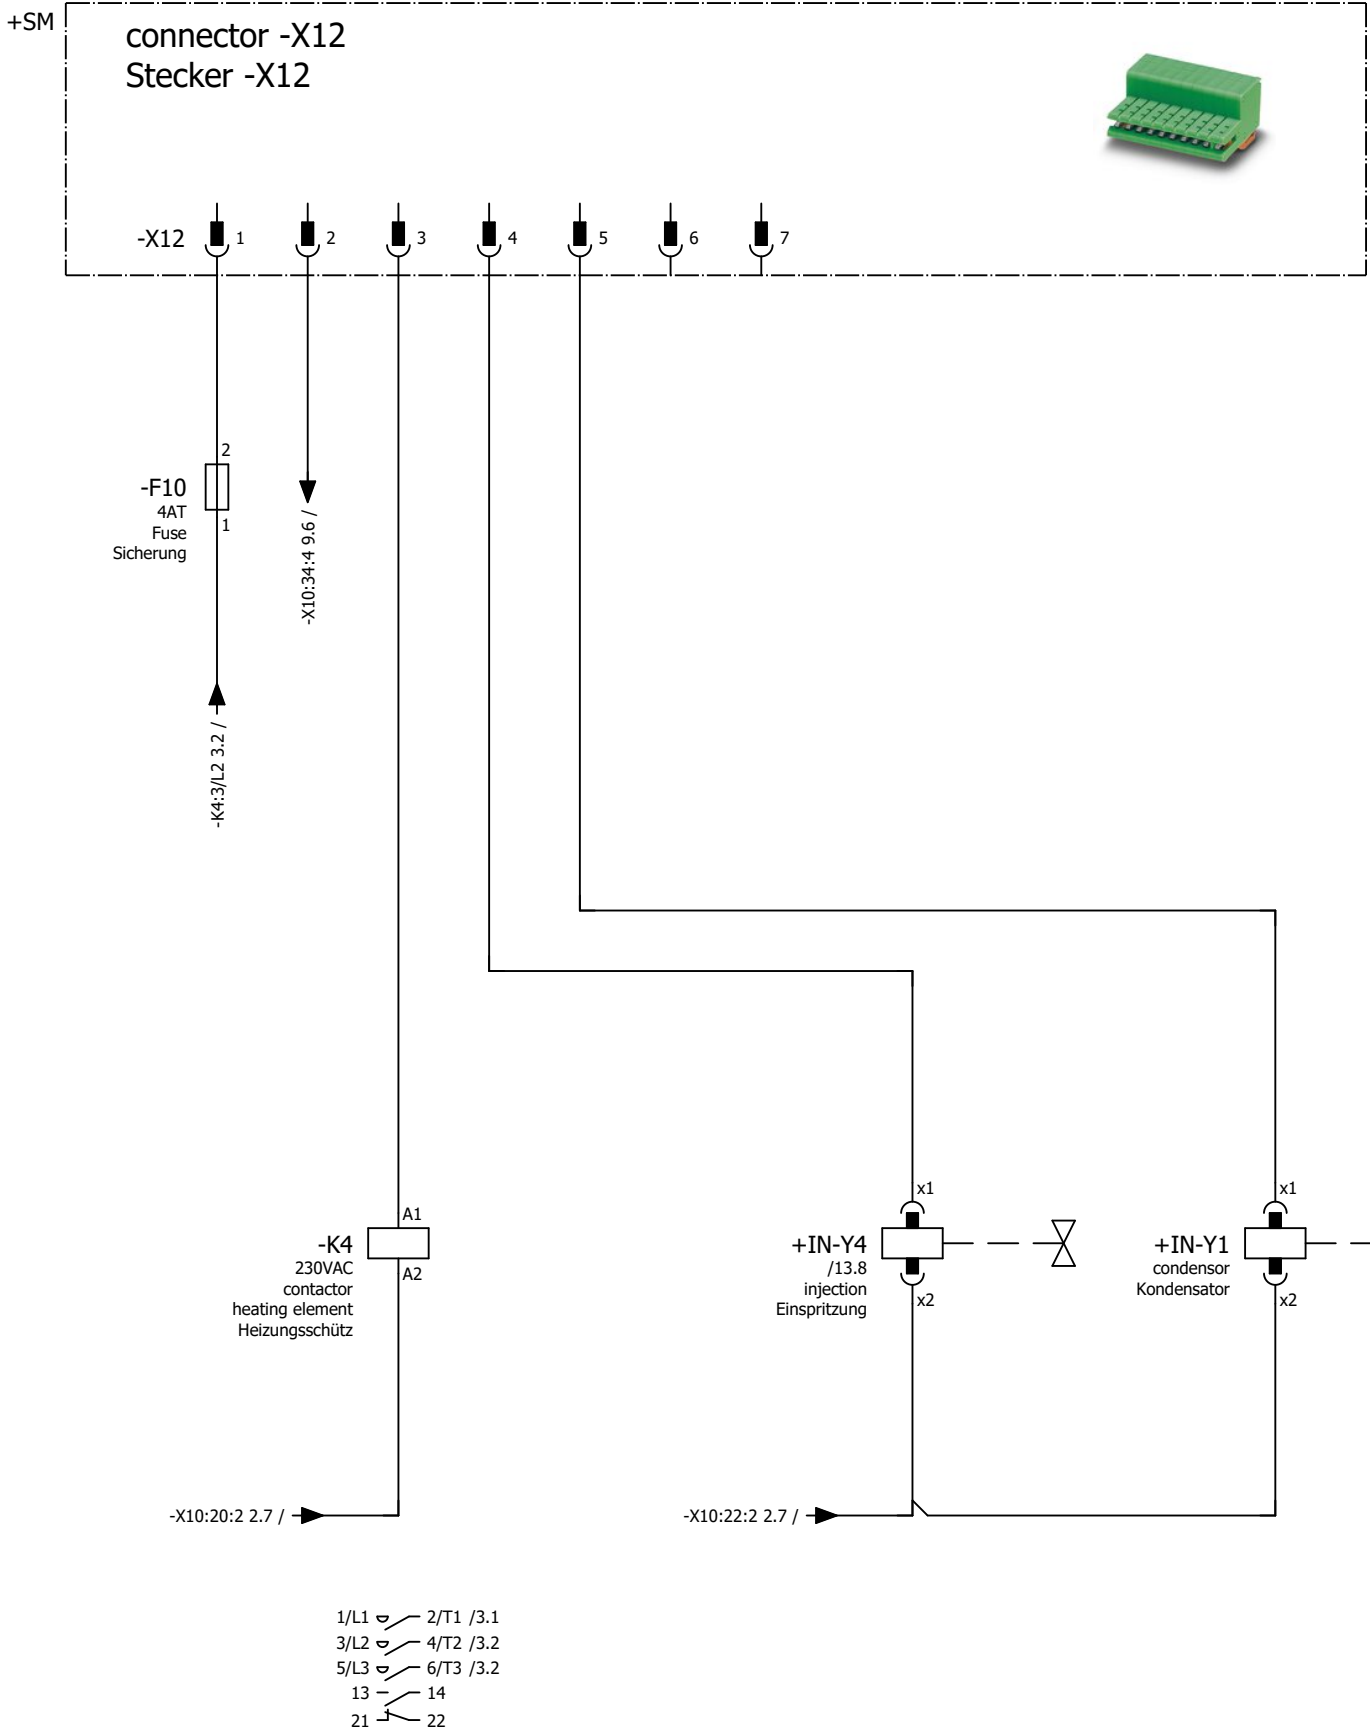 +SM
connector -X12
Stecker -X12
-X12 1 2 3 4 5 6 7
2
-F10
4AT
1
Fuse
Sicherung
-X10:34:4 9.6 /
-K4:3/L2 3.2 /
x1
x1
A1
-K4
+IN-Y4
+IN-Y1
230VAC
A2
/13.8
condensor
contactor
injection
Kondensator
heating element
Einspritzung
x2
x2
Heizungsschütz
-X10:20:2 2.7 /
-X10:22:2 2.7 /
1/L1 2/T1 /3.1
3/L2 4/T2 /3.2
5/L3 6/T3 /3.2
13 14
21 22